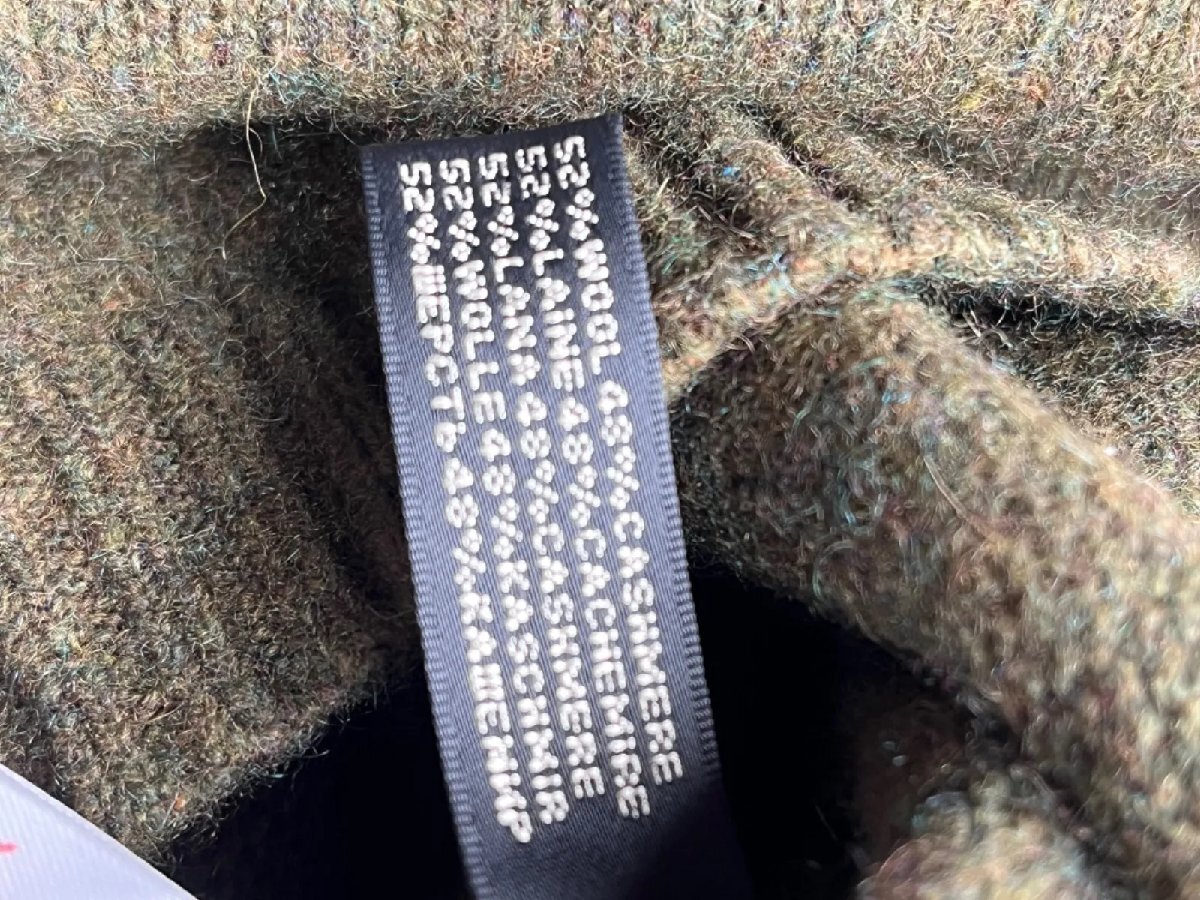 52%WOOL 48%CASHMERE
52%LAINE 48%CACHEMIRE
52%LANA 48%CASHMERE
52%WOLLE 48%KASCHMIR
52%ШЕРСТЬ 48%КАШЕМИР